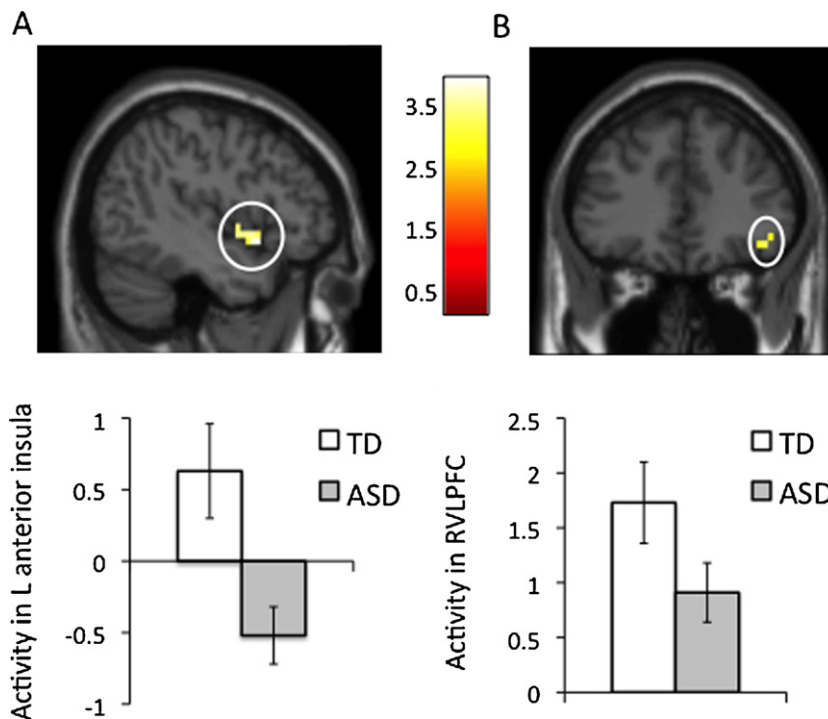 A
B
3.5
2.5
1.5
0.5
Activity in L anterior insula
1
0.5
0
-0.5
-1
TD
ASD
Activity in RVLPFC
2.5
2
1.5
1
0.5
0
TD
ASD